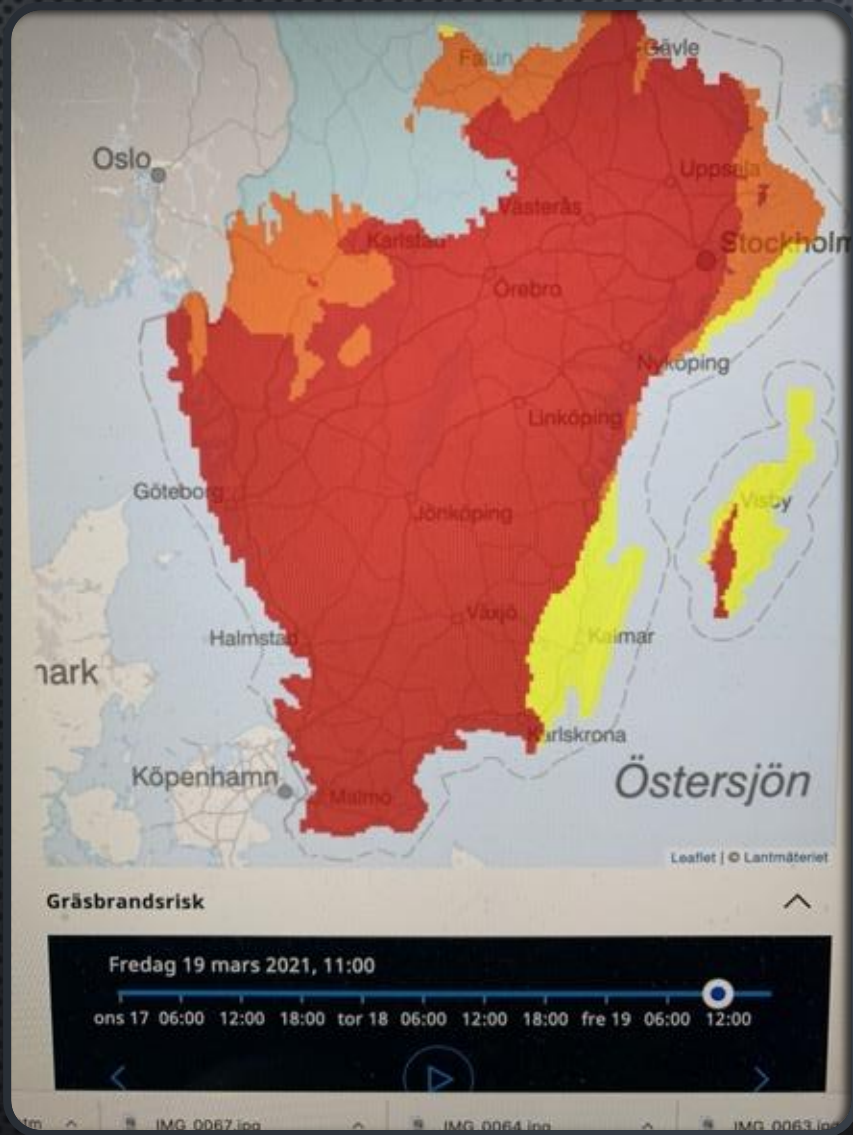 Gävle
Falun
Oslo
Uppsala
Västerås
Karlstad
Stockholm
Örebro
Nyköping
Linköping
Göteborg
Jönköping
Visby
Växjö
Halmstad
Kalmar
nark
Karlskrona
Köpenhamn
Östersjön
Malmö
Leaflet | © Lantmäteriet
Gräsbrandsrisk
Fredag 19 mars 2021, 11:00
ons 17 06:00 12:00 18:00 tor 18 06:00 12:00 18:00 fre 19 06:00 12:00
IMG_0067.jpg IMG_0064.jpg IMG_0063.jpg